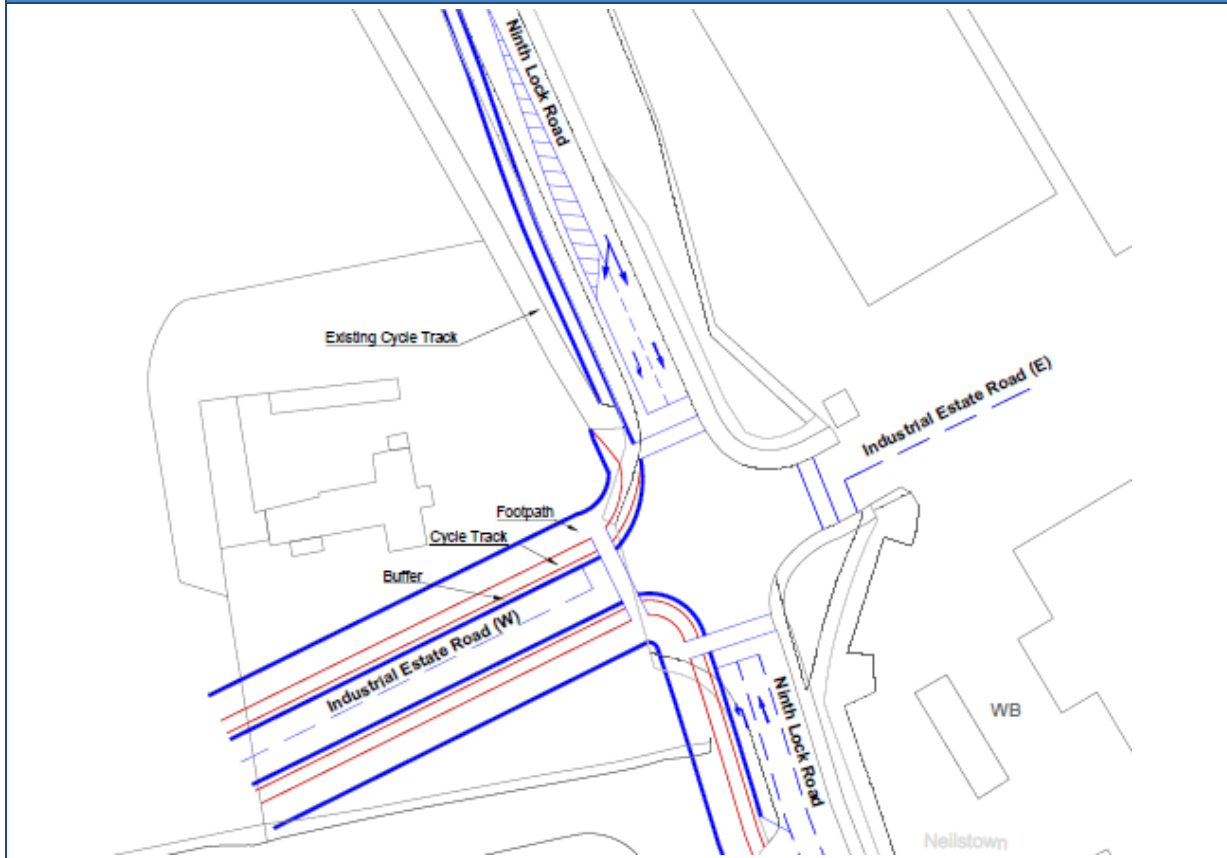 Ninth Lock Road
Existing Cycle Track
Industrial Estate Road (E)
Footpath
Cycle Track
Buffer
Industrial Estate Road (W)
Ninth Lock Road
WB
Neilstown